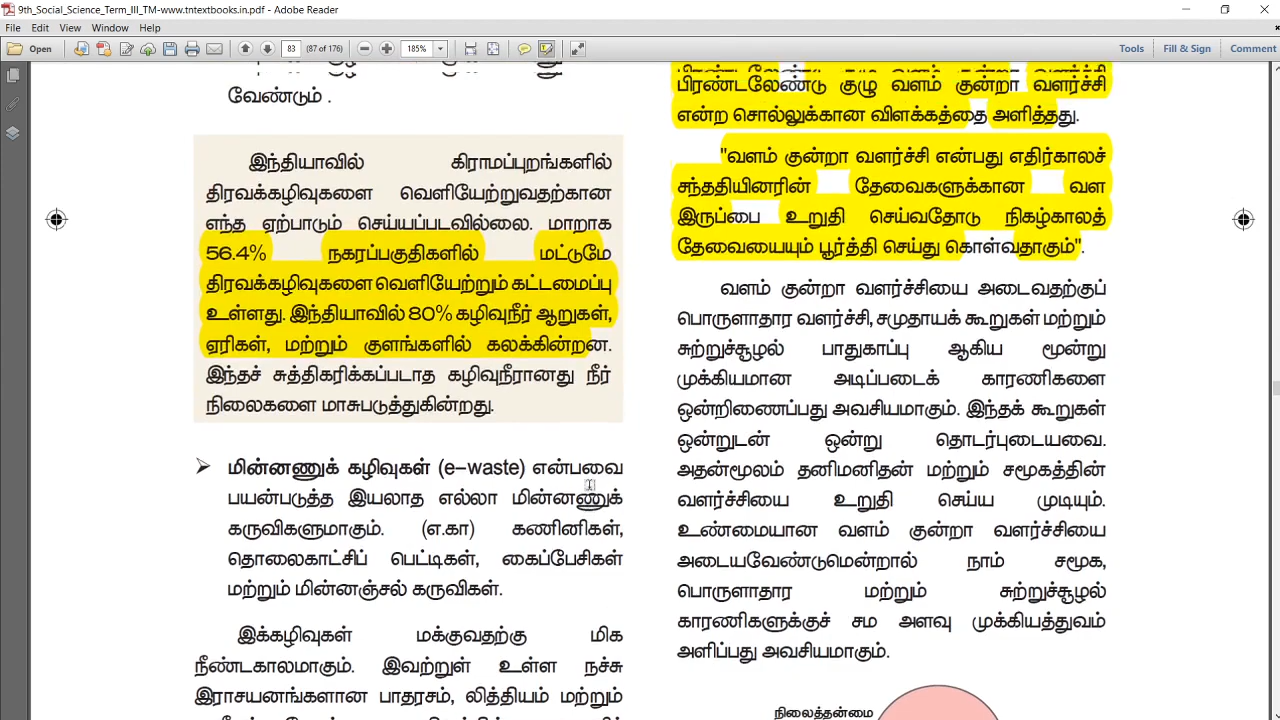 9th_Social_Science_Term_III_TM-www.tntextbooks.in.pdf - Adobe Reader
File Edit View Window Help
Open 83 (87 of 176) 185% Tools Fill & Sign Comment
வேண்டும் .
இந்தியாவில் கிராமப்புறங்களில்
திரவக்கழிவுகளை வெளியேற்றுவதற்கான
எந்த ஏற்பாடும் செய்யப்படவில்லை. மாறாக
56.4% நகரப்பகுதிகளில் மட்டுமே
திரவக்கழிவுகளை வெளியேற்றும் கட்டமைப்பு
உள்ளது. இந்தியாவில் 80% கழிவுநீர் ஆறுகள்,
ஏரிகள், மற்றும் குளங்களில் கலக்கின்றன.
இந்தச் சுத்திகரிக்கப்படாத கழிவுநீரானது நீர்
நிலைகளை மாசுபடுத்துகின்றது.
➢ மின்னணுக் கழிவுகள் (e-waste) என்பவை
பயன்படுத்த இயலாத எல்லா மின்னணுக்
கருவிகளுமாகும். (எ.கா) கணினிகள்,
தொலைகாட்சிப் பெட்டிகள், கைப்பேசிகள்
மற்றும் மின்னஞ்சல் கருவிகள்.
இக்கழிவுகள் மக்குவதற்கு மிக
நீண்டகாலமாகும். இவற்றுள் உள்ள நச்சு
இராசயனங்களான பாதரசம், லித்தியம் மற்றும்
பிரண்டலேண்டு குழு வளம் குன்றா வளர்ச்சி
என்ற சொல்லுக்கான விளக்கத்தை அளித்தது.
"வளம் குன்றா வளர்ச்சி என்பது எதிர்காலச்
சந்ததியினரின் தேவைகளுக்கான வள
இருப்பை உறுதி செய்வதோடு நிகழ்காலத்
தேவையையும் பூர்த்தி செய்து கொள்வதாகும்".
வளம் குன்றா வளர்ச்சியை அடைவதற்குப்
பொருளாதார வளர்ச்சி, சமுதாயக் கூறுகள் மற்றும்
சுற்றுச்சூழல் பாதுகாப்பு ஆகிய மூன்று
முக்கியமான அடிப்படைக் காரணிகளை
ஒன்றிணைப்பது அவசியமாகும். இந்தக் கூறுகள்
ஒன்றுடன் ஒன்று தொடர்புடையவை.
அதன்மூலம் தனிமனிதன் மற்றும் சமூகத்தின்
வளர்ச்சியை உறுதி செய்ய முடியும்.
உண்மையான வளம் குன்றா வளர்ச்சியை
அடையவேண்டுமென்றால் நாம் சமூக,
பொருளாதார மற்றும் சுற்றுச்சூழல்
காரணிகளுக்குச் சம அளவு முக்கியத்துவம்
அளிப்பது அவசியமாகும்.
நிலைத்தன்மை